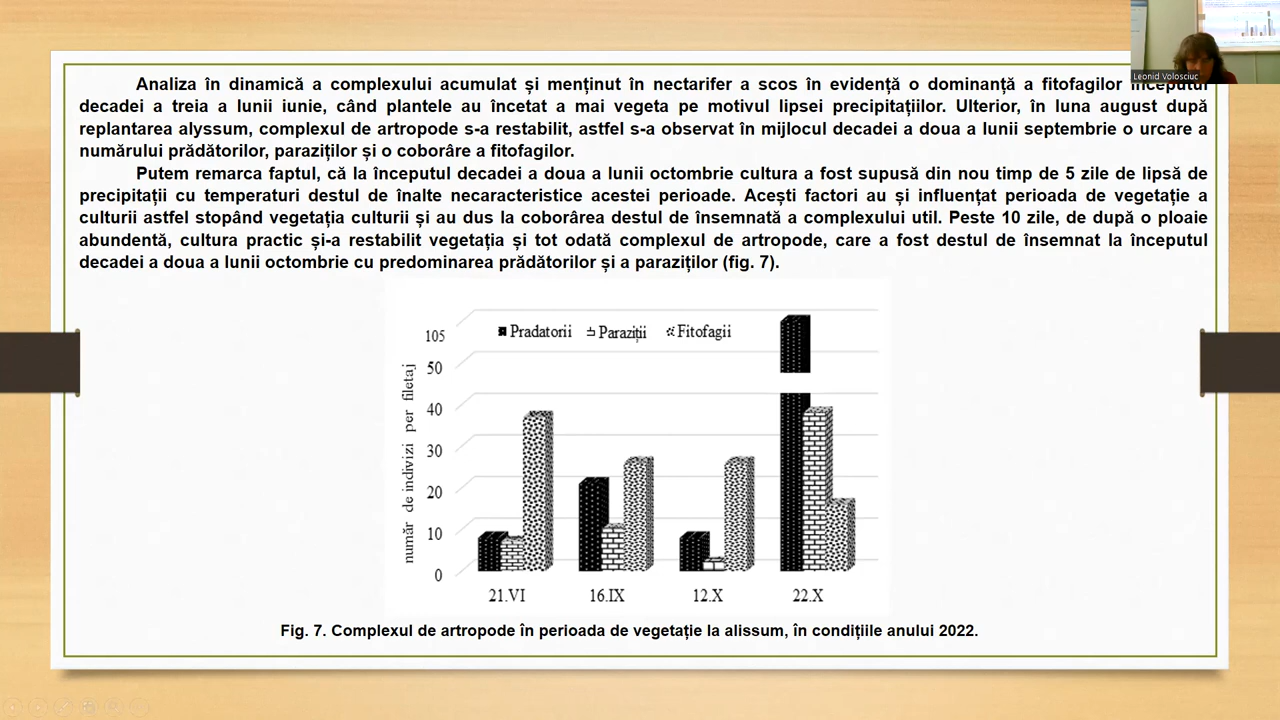 Analiza în dinamică a complexului acumulat și menținut în nectarifer a scos în evidență o dominanță a fitofagilor începutul
decadei a treia a lunii iunie, când plantele au încetat a mai vegeta pe motivul lipsei precipitațiilor. Ulterior, în luna august după
replantarea alyssum, complexul de artropode s-a restabilit, astfel s-a observat în mijlocul decadei a doua a lunii septembrie o urcare a
numărului prădătorilor, paraziților și o coborâre a fitofagilor.
Putem remarca faptul, că la începutul decadei a doua a lunii octombrie cultura a fost supusă din nou timp de 5 zile de lipsă de
precipitații cu temperaturi destul de înalte necaracteristice acestei perioade. Acești factori au și influențat perioada de vegetație a
culturii astfel stopând vegetația culturii și au dus la coborârea destul de însemnată a complexului util. Peste 10 zile, de după o ploaie
abundentă, cultura practic și-a restabilit vegetația și tot odată complexul de artropode, care a fost destul de însemnat la începutul
decadei a doua a lunii octombrie cu predominarea prădătorilor și a paraziților (fig. 7).
Leonid Volosciuc
Pradatorii Paraziții Fitofagii
număr de indivizi per filetaj
105
50
40
30
20
10
0
21.VI 16.IX 12.X 22.X
Fig. 7. Complexul de artropode în perioada de vegetație la alissum, în condițiile anului 2022.